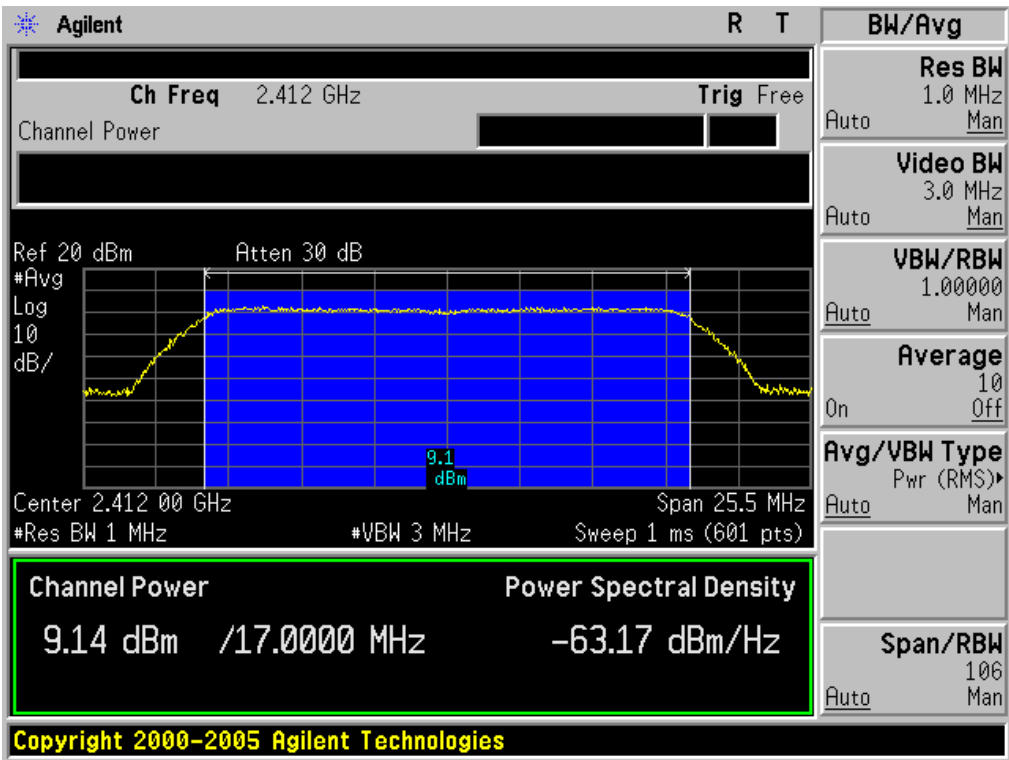 Agilent
R T
Ch Freq 2.412 GHz
Trig Free
Channel Power
Ref 20 dBm
Atten 30 dB
#Avg
Log
10
dB/
9.1
dBm
Center 2.412 00 GHz
Span 25.5 MHz
#Res BW 1 MHz
#VBW 3 MHz
Sweep 1 ms (601 pts)
Channel Power
Power Spectral Density
9.14 dBm /17.0000 MHz
-63.17 dBm/Hz
Copyright 2000-2005 Agilent Technologies
BW/Avg
Res BW
1.0 MHz
Auto Man
Video BW
3.0 MHz
Auto Man
VBW/RBW
1.00000
Auto Man
Average
10
On Off
Avg/VBW Type
Pwr (RMS)▸
Auto Man
Span/RBW
106
Auto Man